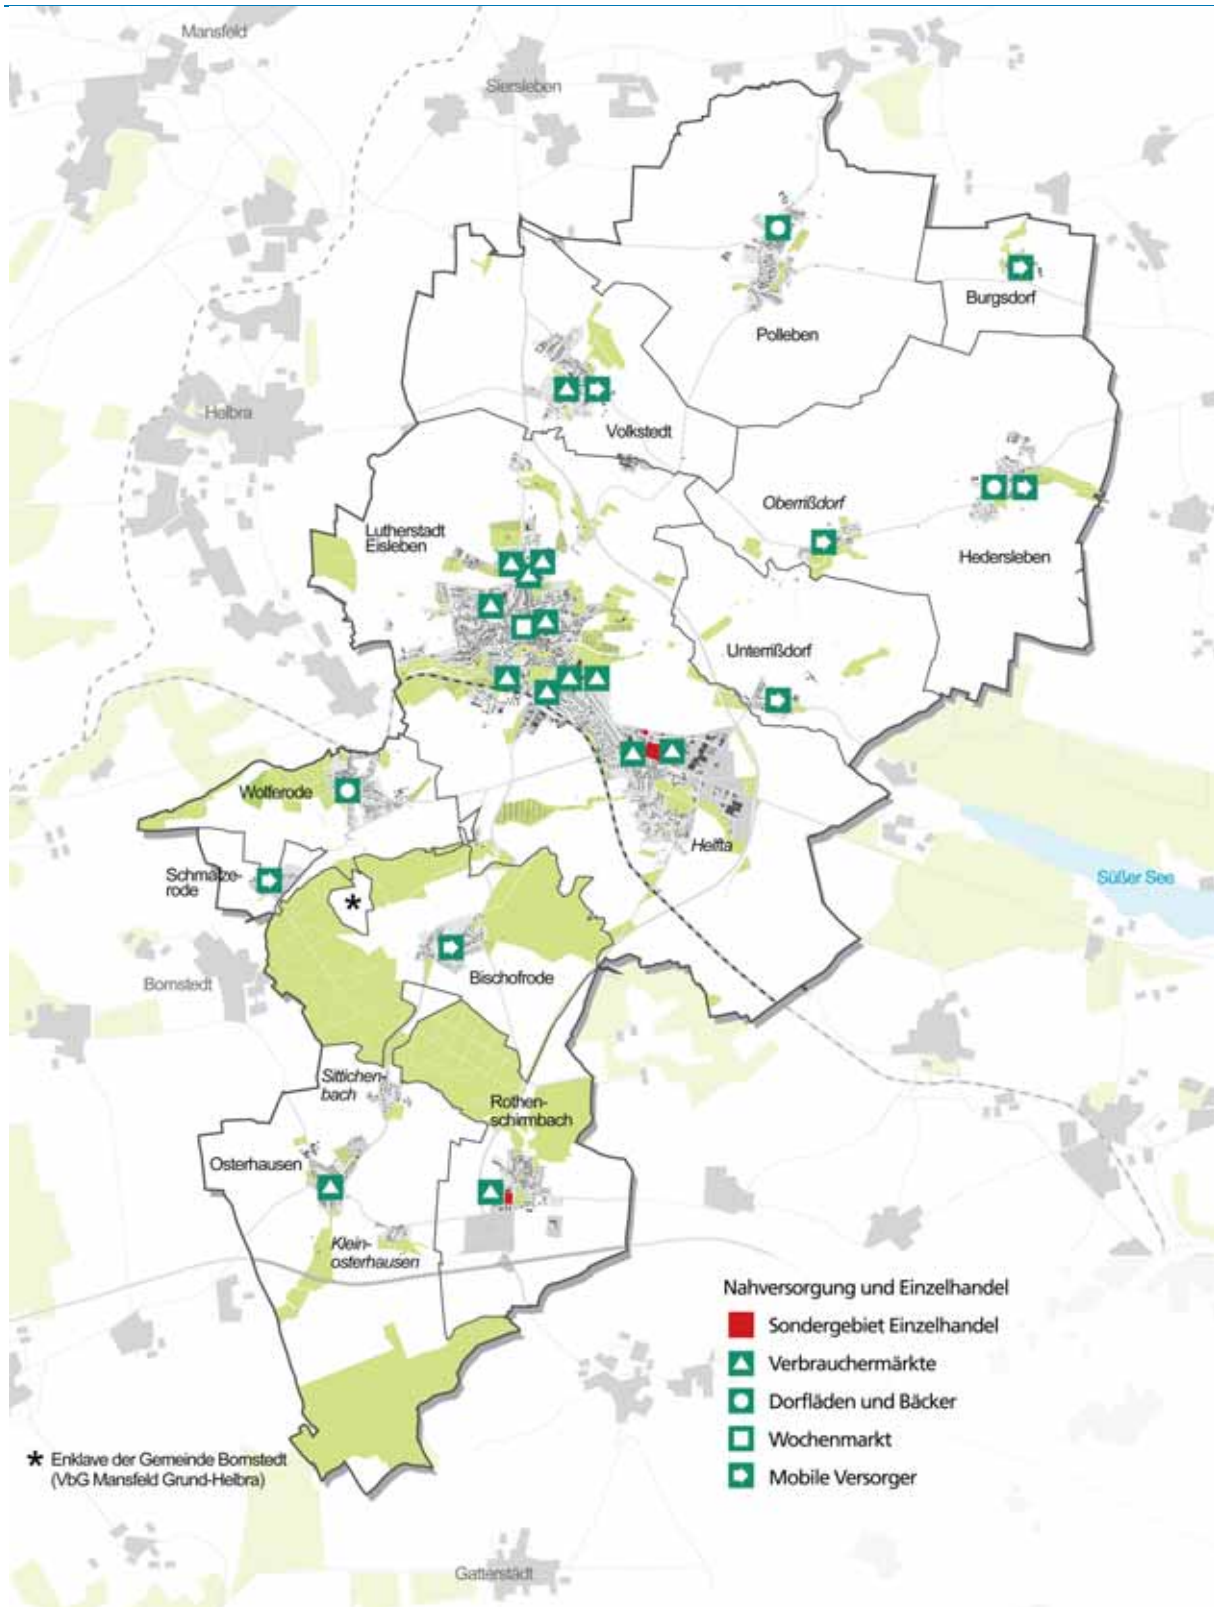 Mansfeld
Siersleben
Burgsdorf
Polleben
Helbra
Volkstedt
Oberrißdorf
Lutherstadt
Eisleben
Hedersleben
Unterrißdorf
Wolferode
Helfta
Schmalze-
rode
Süßer See
*
Bischofrode
Bornstedt
Sittichen-
bach
Rothen-
schirmbach
Osterhausen
Klein-
osterhausen
Nahversorgung und Einzelhandel
Sondergebiet Einzelhandel
Verbrauchermärkte
Dorfläden und Bäcker
Wochenmarkt
Mobile Versorger
* Enklave der Gemeinde Bornstedt
(VbG Mansfeld Grund-Helbra)
Gatterstädt